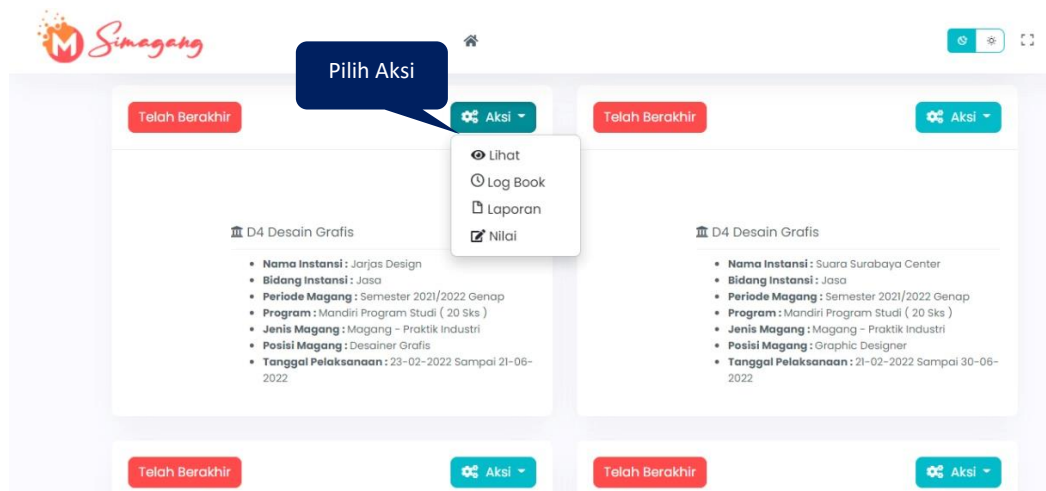 Simagang
Pilih Aksi
Telah Berakhir
Aksi
Lihat
Log Book
Laporan
Nilai
D4 Desain Grafis
Nama Instansi : Jarjas Design
Bidang Instansi : Jasa
Periode Magang : Semester 2021/2022 Genap
Program : Mandiri Program Studi ( 20 Sks )
Jenis Magang : Magang - Praktik Industri
Posisi Magang : Desainer Grafis
Tanggal Pelaksanaan : 23-02-2022 Sampai 21-06-
2022
Telah Berakhir
Aksi
D4 Desain Grafis
Nama Instansi : Suara Surabaya Center
Bidang Instansi : Jasa
Periode Magang : Semester 2021/2022 Genap
Program : Mandiri Program Studi ( 20 Sks )
Jenis Magang : Magang - Praktik Industri
Posisi Magang : Graphic Designer
Tanggal Pelaksanaan : 21-02-2022 Sampai 30-06-
2022
Telah Berakhir
Aksi
Telah Berakhir
Aksi